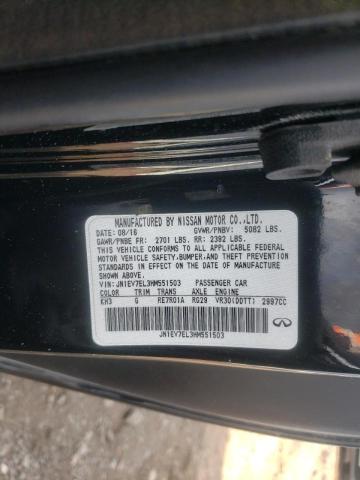 MANUFACTURED BY NISSAN MOTOR CO.,LTD.
DATE: 08/16 GVWR/PNBV: 5082 LBS.
GAWR/PNBE FR: 2701 LBS. RR: 2392 LBS.
THIS VEHICLE CONFORMS TO ALL APPLICABLE FEDERAL
MOTOR VEHICLE SAFETY,BUMPER,AND THEFT PREVENTION
STANDARDS IN EFFECT ON THE DATE OF MANUFACTURE
SHOWN ABOVE.
VIN:JN1EV7EL3HM551503 PASSENGER CAR
COLOR TRIM TRANS AXLE ENGINE
KH3 G RE7R01A RG29 VR30(DDTT) 2997CC
JN1EV7EL3HM551503